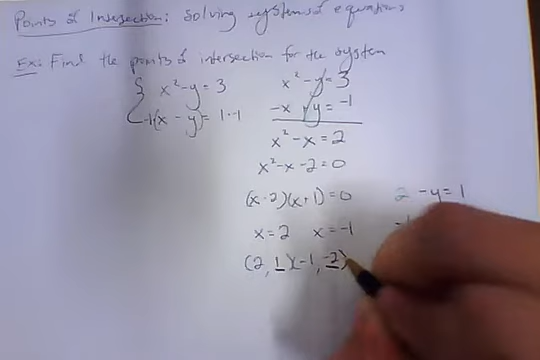 Points of Intersection: Solving systems of equations
Ex: Find the points of intersection for the system
x² - y = 3
-1(x - y) = 1·-1
x² - y = 3
-x + y = -1
x² - x = 2
x² - x - 2 = 0
(x - 2)(x + 1) = 0
2 - y = 1
x = 2 x = -1
-1
(2, 1)(-1, -2)